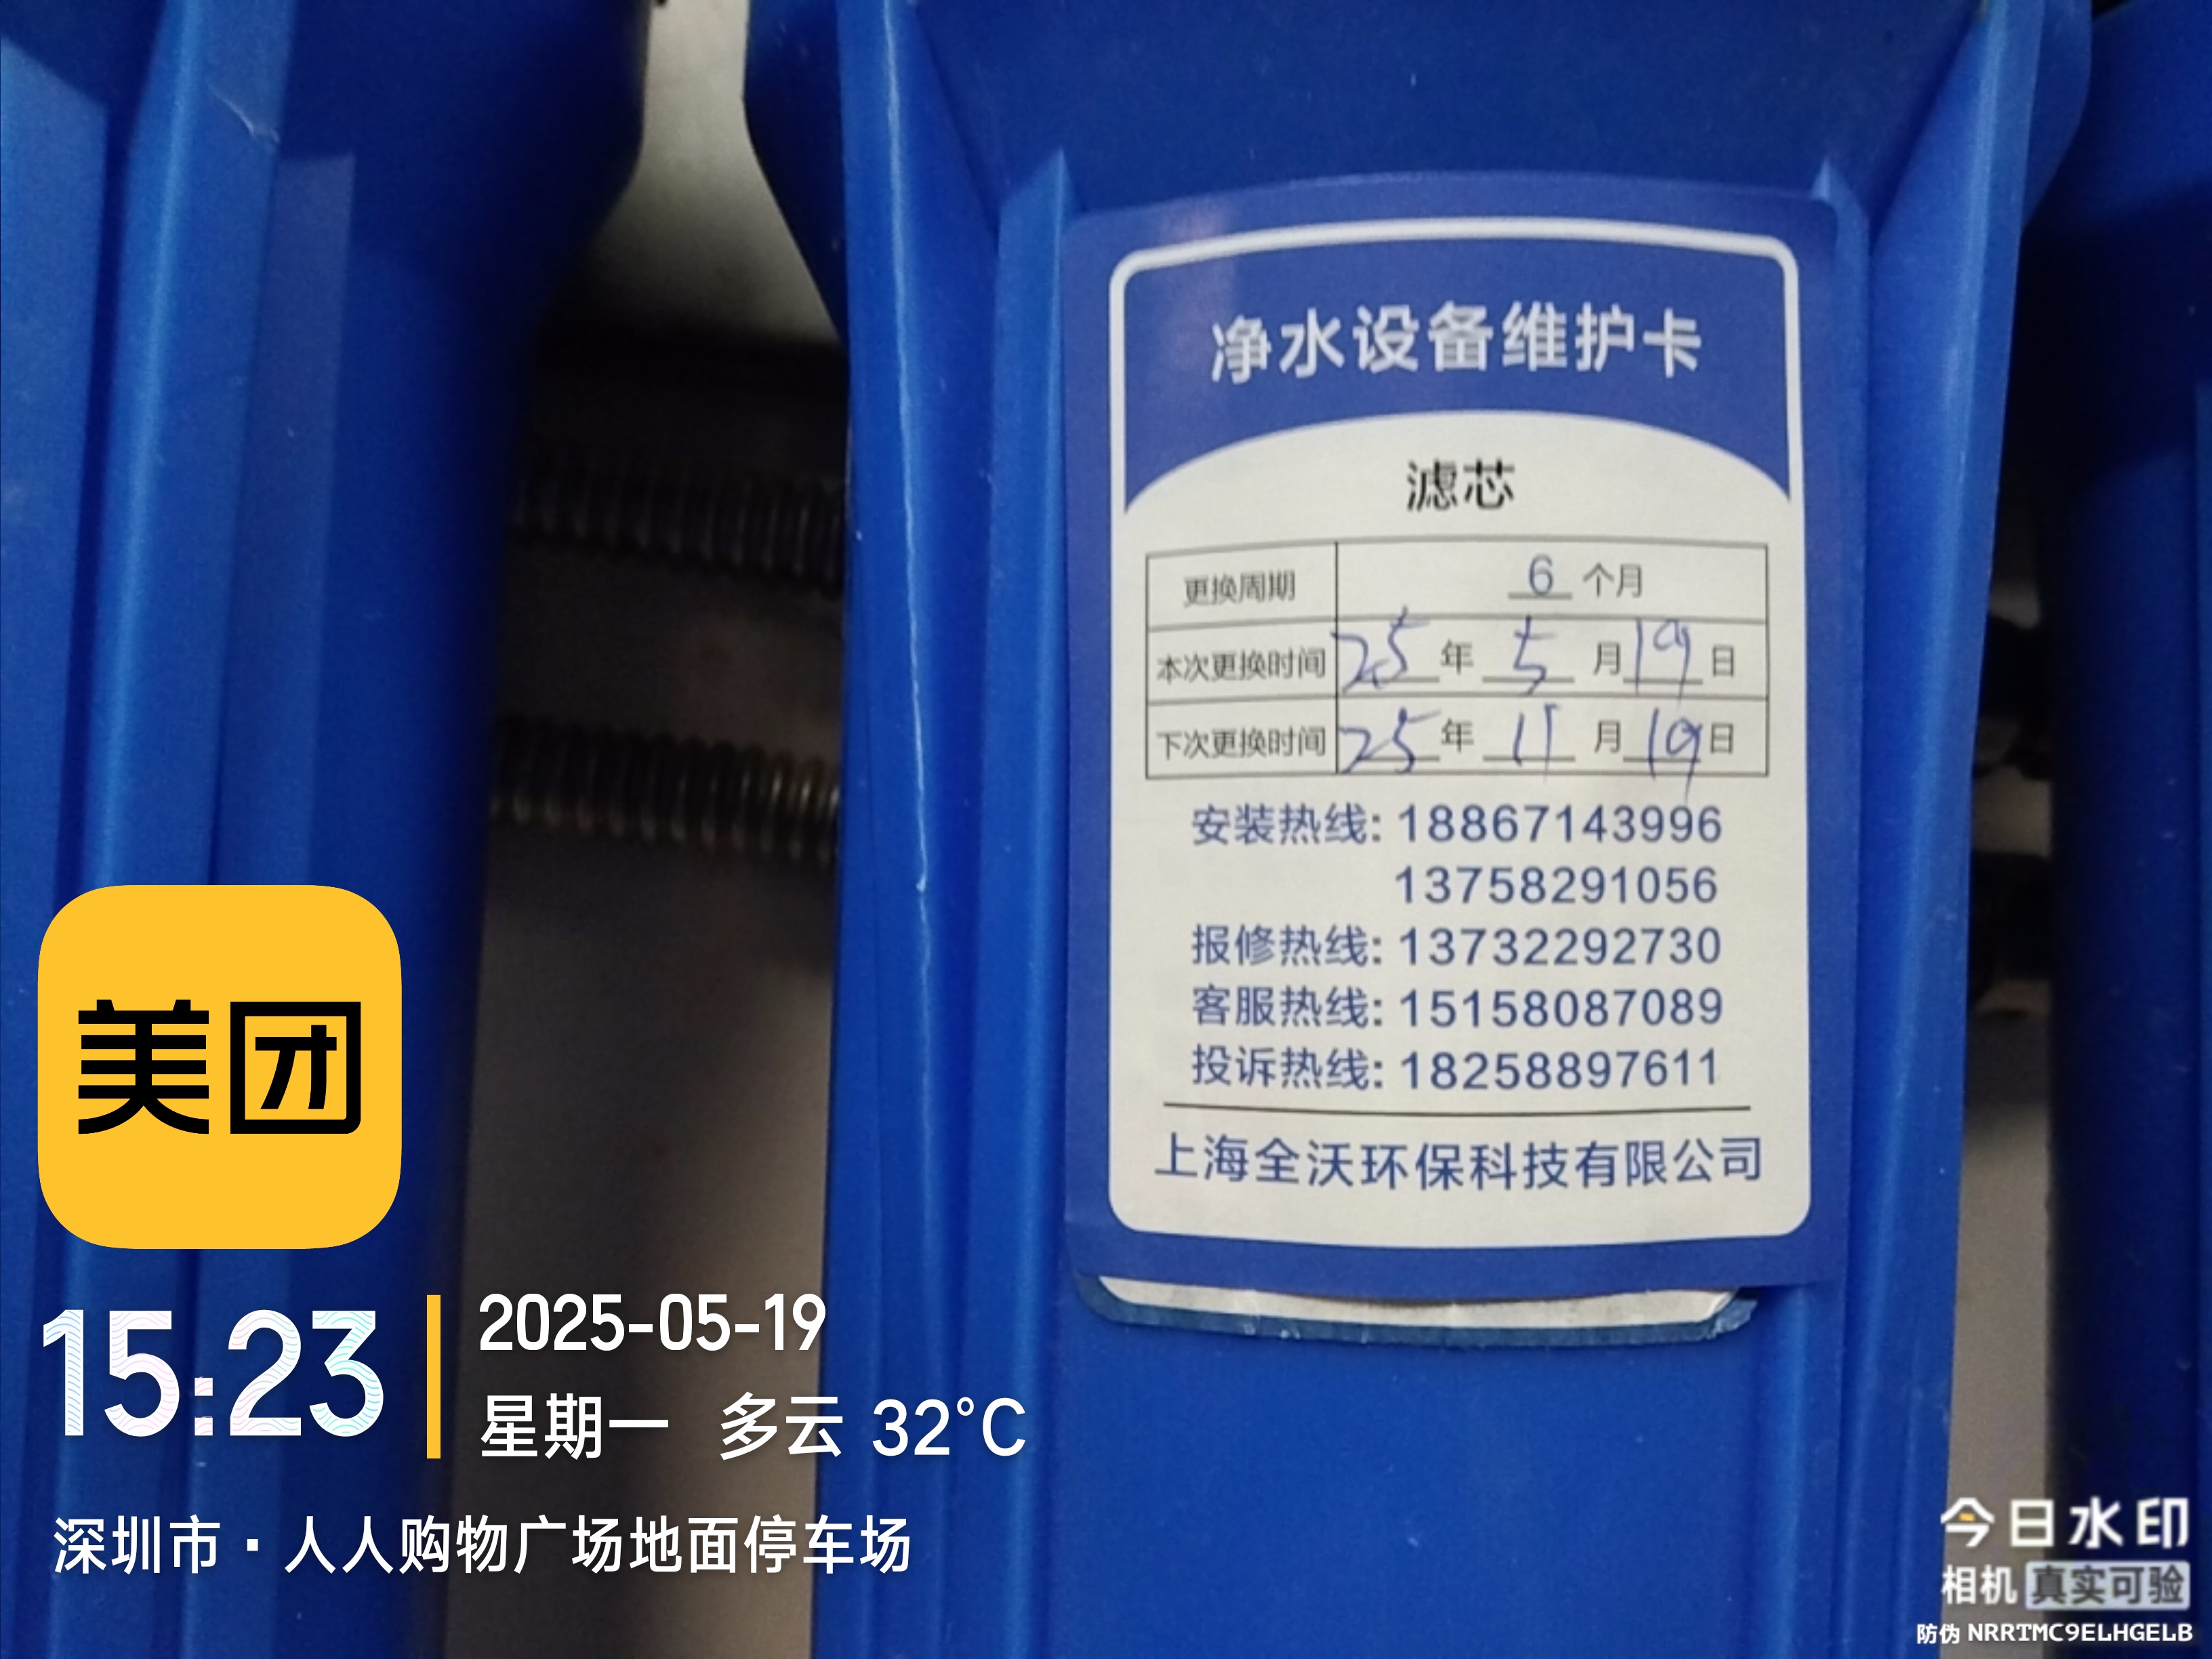 净水设备维护卡
滤芯
更换周期 6 个月
本次更换时间 25 年 5 月 19 日
下次更换时间 25 年 11 月 19 日
安装热线: 18867143996
13758291056
报修热线: 13732292730
客服热线: 15158087089
投诉热线: 18258897611
上海全沃环保科技有限公司
美团
15:23
2025-05-19
星期一 多云 32°C
深圳市·人人购物广场地面停车场
今日水印
相机 真实可验
防伪 NRRTMC9ELHGELB